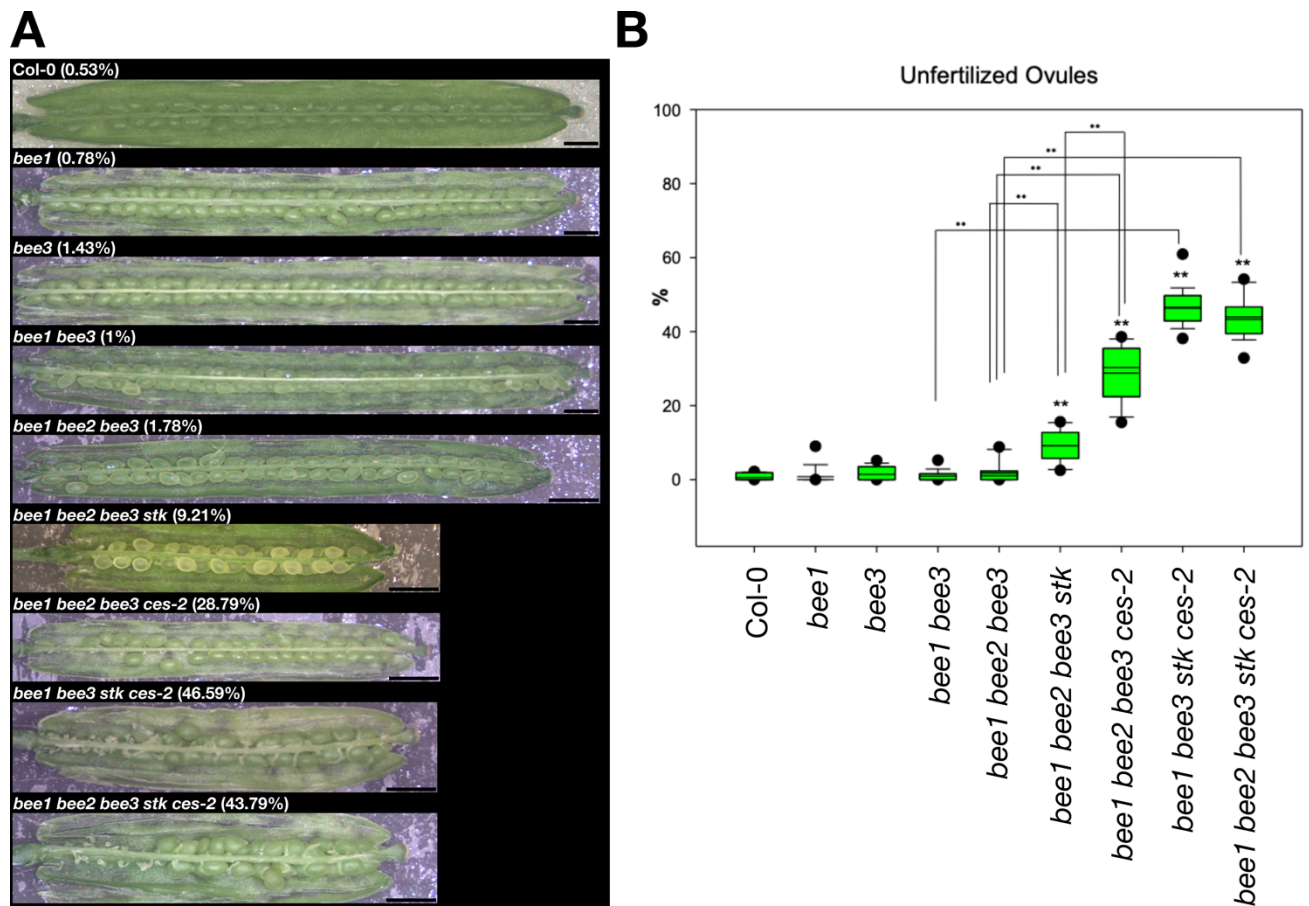 A
Col-0 (0.53%)
bee1 (0.78%)
bee3 (1.43%)
bee1 bee3 (1%)
bee1 bee2 bee3 (1.78%)
bee1 bee2 bee3 stk (9.21%)
bee1 bee2 bee3 ces-2 (28.79%)
bee1 bee3 stk ces-2 (46.59%)
bee1 bee2 bee3 stk ces-2 (43.79%)
B
Unfertilized Ovules
100
80
60
40
20
0
%
**
**
**
**
**
**
**
**
**
Col-0
bee1
bee3
bee1 bee3
bee1 bee2 bee3
bee1 bee2 bee3 stk
bee1 bee2 bee3 ces-2
bee1 bee3 stk ces-2
bee1 bee2 bee3 stk ces-2